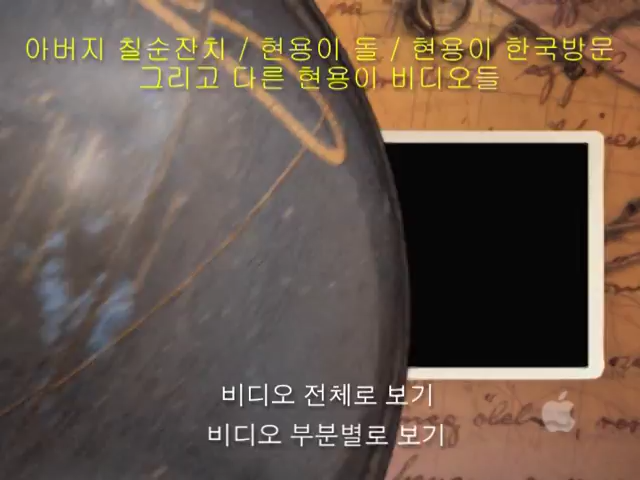 아버지 칠순잔치 / 현용이 돌 / 현용이 한국방문
그리고 다른 현용이 비디오들
비디오 전체로 보기
비디오 부분별로 보기